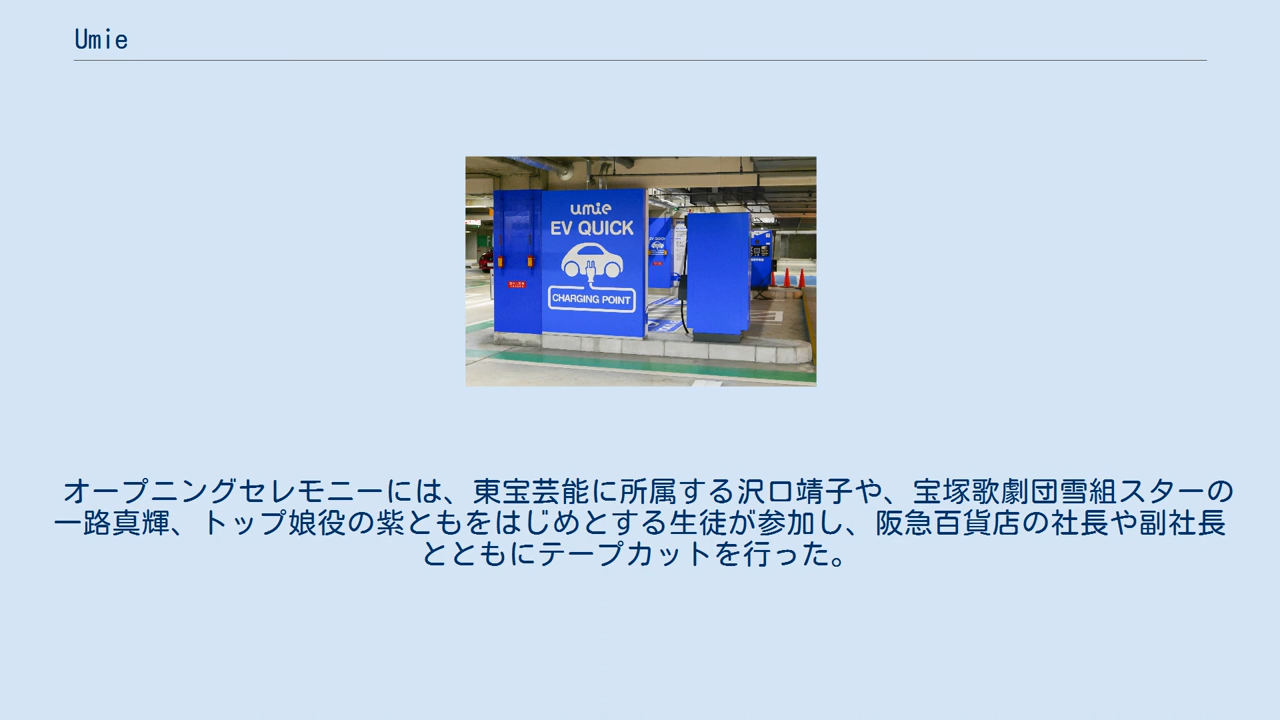 Umie
umie
EV QUICK
CHARGING POINT
オープニングセレモニーには、東宝芸能に所属する沢口靖子や、宝塚歌劇団雪組スターの
一路真輝、トップ娘役の紫ともをはじめとする生徒が参加し、阪急百貨店の社長や副社長
とともにテープカットを行った。